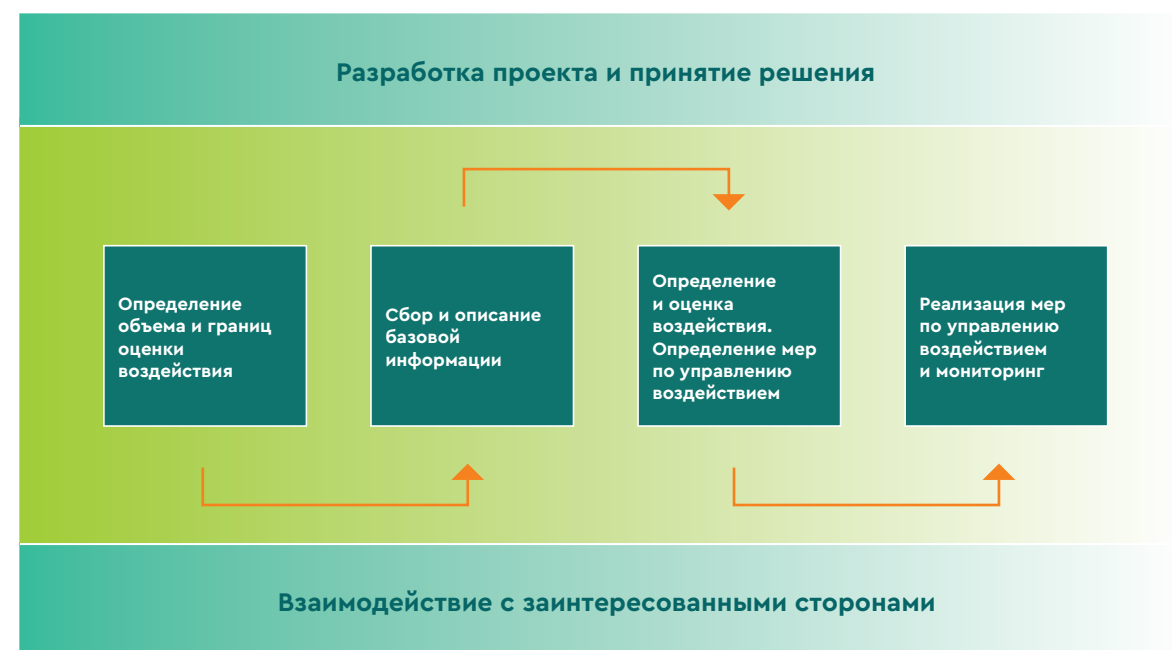 Разработка проекта и принятие решения
Определение
объема и границ
оценки
воздействия
Сбор и описание
базовой
информации
Определение
и оценка
воздействия.
Определение мер
по управлению
воздействием
Реализация мер
по управлению
воздействием
и мониторинг
Взаимодействие с заинтересованными сторонами